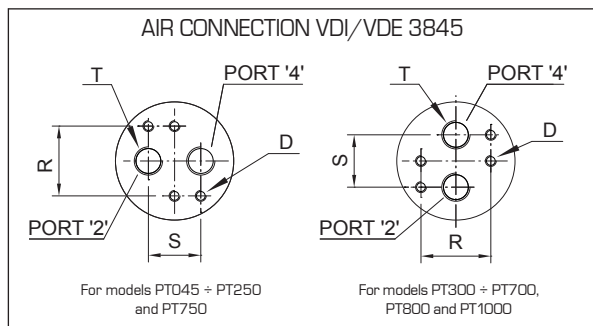 AIR CONNECTION VDI/VDE 3845
T
PORT '4'
D
R
PORT '2'
S
For models PT045 ÷ PT250
and PT750
T
PORT '4'
D
S
PORT '2'
R
For models PT300 ÷ PT700,
PT800 and PT1000